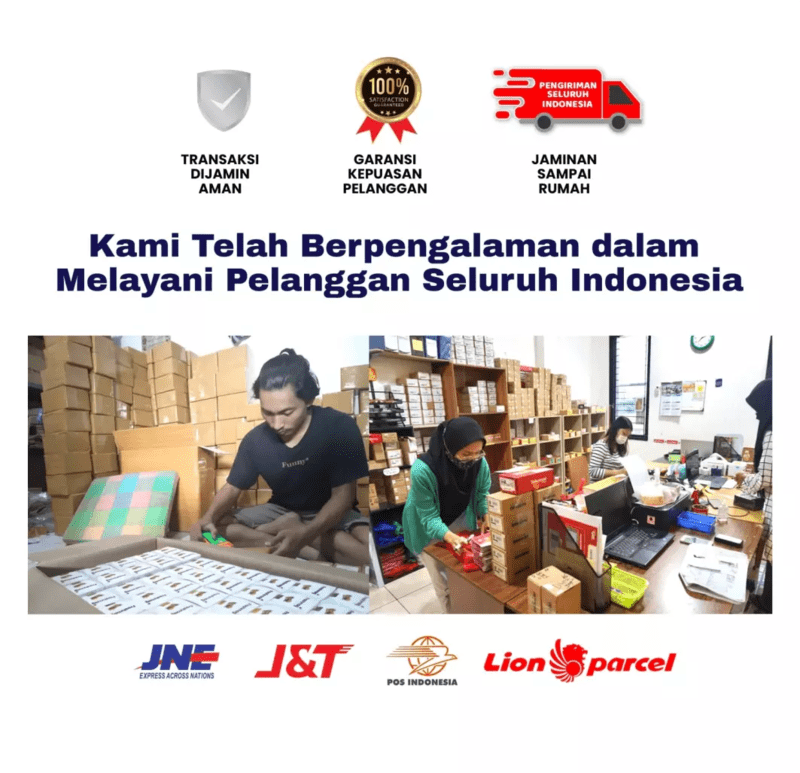 100%
SATISFACTION
GUARANTEED
PENGIRIMAN
SELURUH
INDONESIA
TRANSAKSI
DIJAMIN
AMAN
GARANSI
KEPUASAN
PELANGGAN
JAMINAN
SAMPAI
RUMAH
Kami Telah Berpengalaman dalam
Melayani Pelanggan Seluruh Indonesia
Funny
JNE
EXPRESS ACROSS NATIONS
J&T
POS INDONESIA
Lion parcel